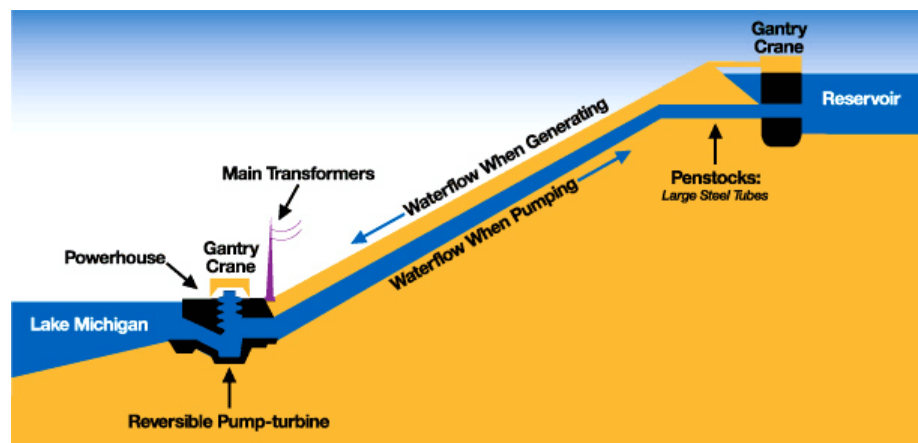 Gantry
Crane
Reservoir
Waterflow When Generating
Main Transformers
Penstocks:
Large Steel Tubes
Waterflow When Pumping
Gantry
Crane
Powerhouse
Lake Michigan
Reversible Pump-turbine